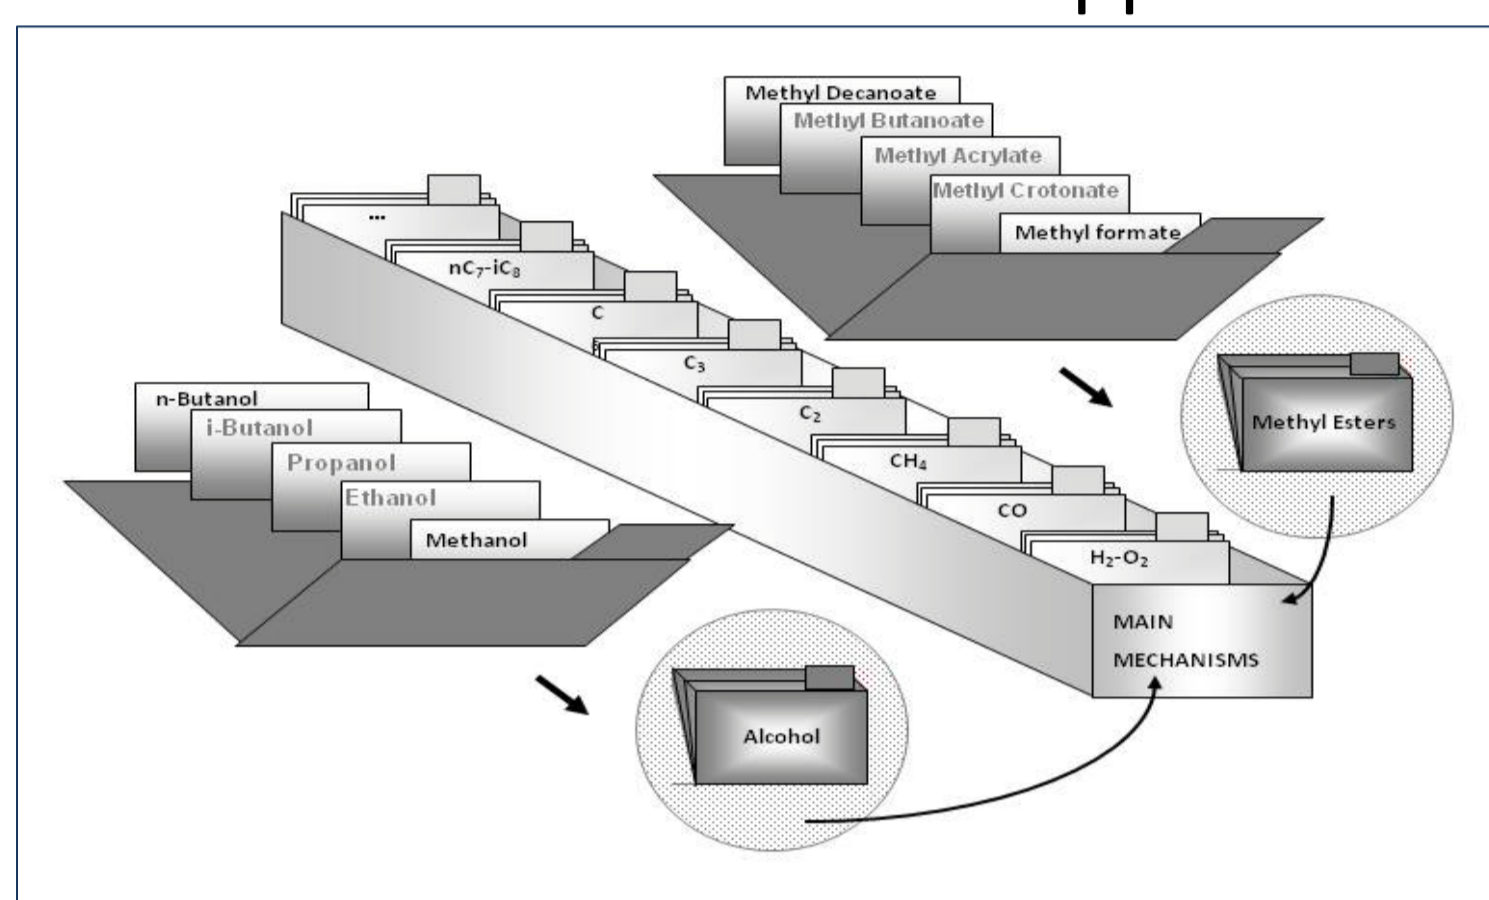 Methyl Decanoate
Methyl Butanoate
Methyl Acrylate
Methyl Crotonate
Methyl formate
...
nC₇-iC₈
C
C₃
C₂
CH₄
CO
H₂-O₂
MAIN
MECHANISMS
n-Butanol
i-Butanol
Propanol
Ethanol
Methanol
Methyl Esters
Alcohol